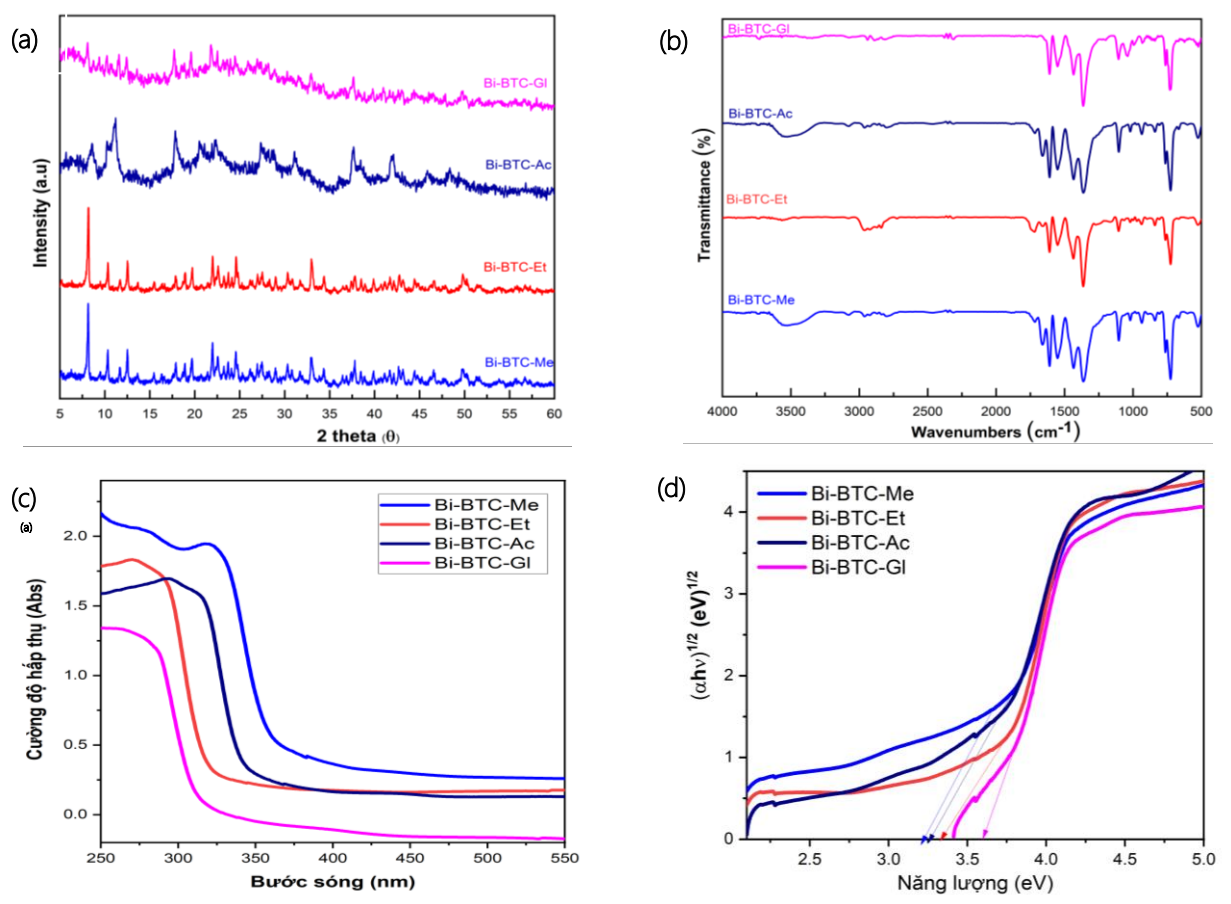 (a)
Intensity (a.u)
Bi-BTC-Gl
Bi-BTC-Ac
Bi-BTC-Et
Bi-BTC-Me
5 10 15 20 25 30 35 40 45 50 55 60
2 theta (θ)
(b)
Transmittance (%)
Bi-BTC-Gl
Bi-BTC-Ac
Bi-BTC-Et
Bi-BTC-Me
4000 3500 3000 2500 2000 1500 1000 500
Wavenumbers (cm-1)
(c)
(a)
Cường độ hấp thụ (Abs)
2.0
1.5
1.0
0.5
0.0
Bi-BTC-Me
Bi-BTC-Et
Bi-BTC-Ac
Bi-BTC-Gl
250 300 350 400 450 500 550
Bước sóng (nm)
(d)
(αhν)1/2 (eV)1/2
4
3
2
1
0
Bi-BTC-Me
Bi-BTC-Et
Bi-BTC-Ac
Bi-BTC-Gl
2.5 3.0 3.5 4.0 4.5 5.0
Năng lượng (eV)